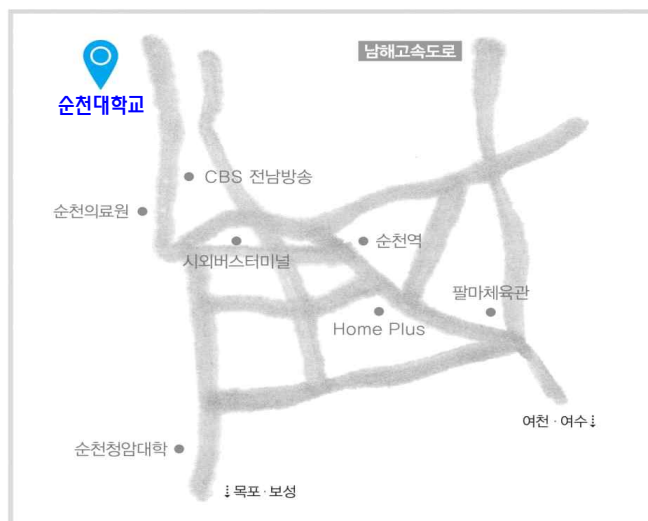 남해고속도로
순천대학교
CBS 전남방송
순천의료원
순천역
시외버스터미널
팔마체육관
Home Plus
여천 · 여수 ⇣
순천청암대학
⇣ 목포 · 보성